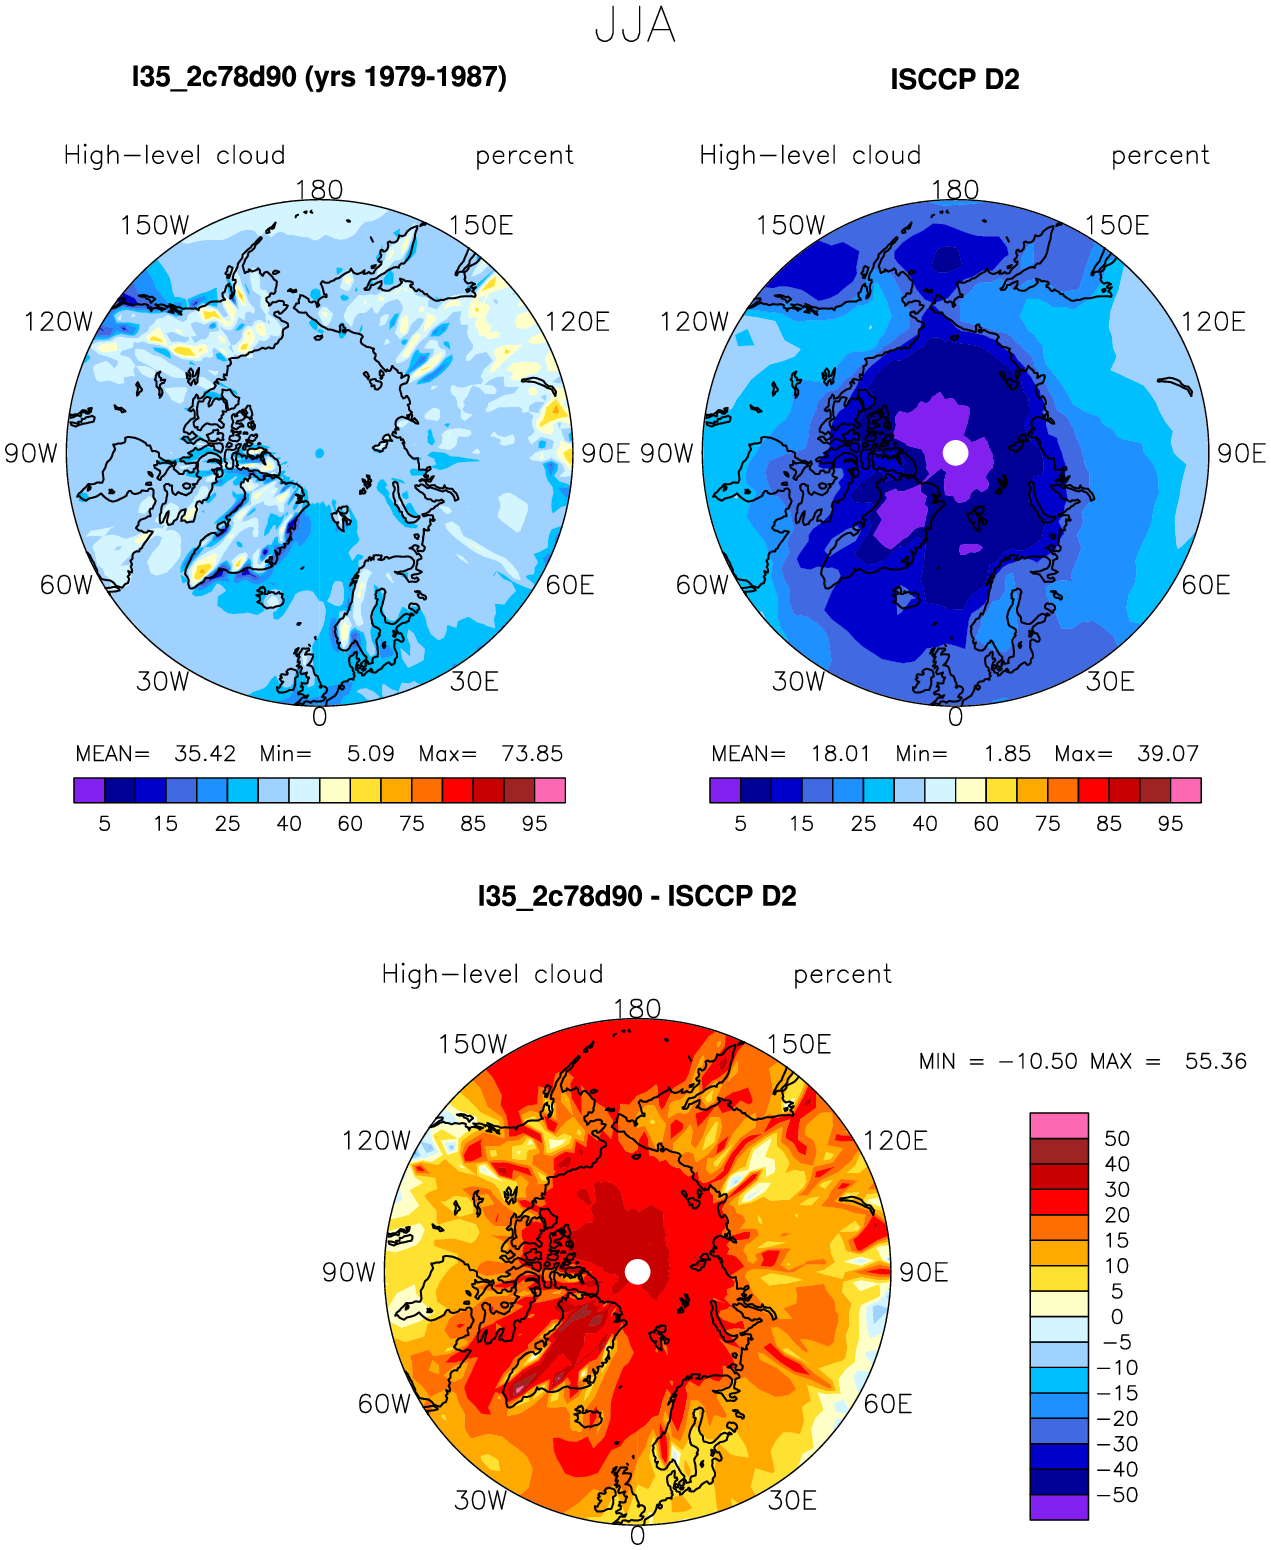 JJA
I35_2c78d90 (yrs 1979-1987)
ISCCP D2
High-level cloud percent
High-level cloud percent
180
150W 150E
120W 120E
90W 90E
60W 60E
30W 30E
0
180
150W 150E
120W 120E
90W 90E
60W 60E
30W 30E
0
MEAN= 35.42 Min= 5.09 Max= 73.85
MEAN= 18.01 Min= 1.85 Max= 39.07
5 15 25 40 60 75 85 95
5 15 25 40 60 75 85 95
I35_2c78d90 - ISCCP D2
High-level cloud percent
MIN = -10.50 MAX = 55.36
180
150W 150E
120W 120E
90W 90E
60W 60E
30W 30E
0
50
40
30
20
15
10
5
0
-5
-10
-15
-20
-30
-40
-50